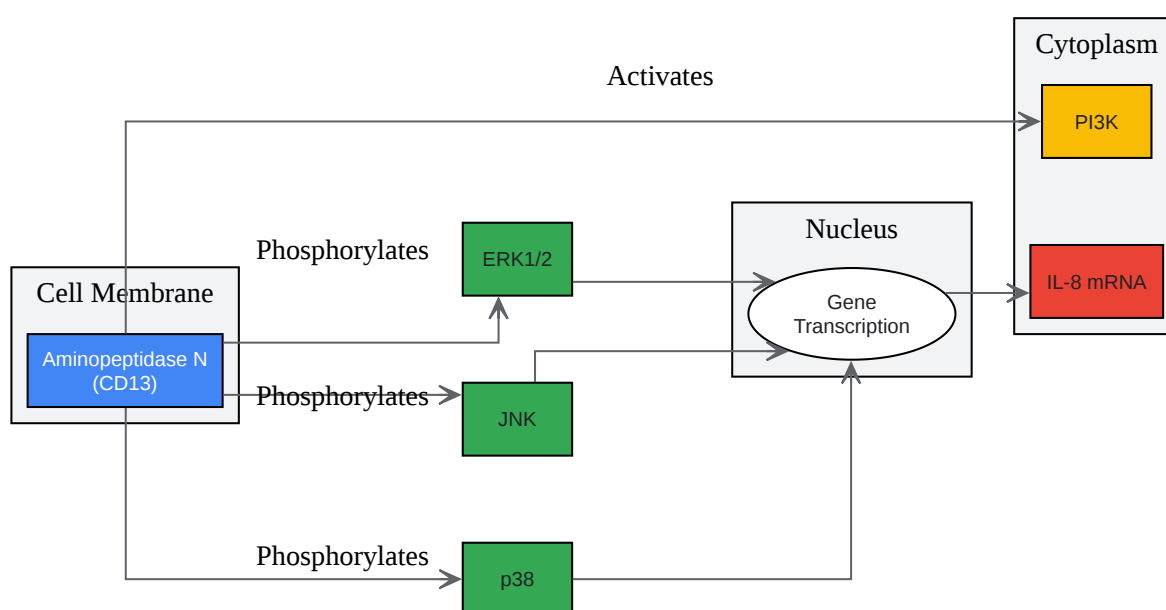 Cytoplasm
Activates
PI3K
Nucleus
Phosphorylates
ERK1/2
IL-8 mRNA
Cell Membrane
Gene
Transcription
Aminopeptidase N
(CD13)
Phosphorylates
JNK
Phosphorylates
p38